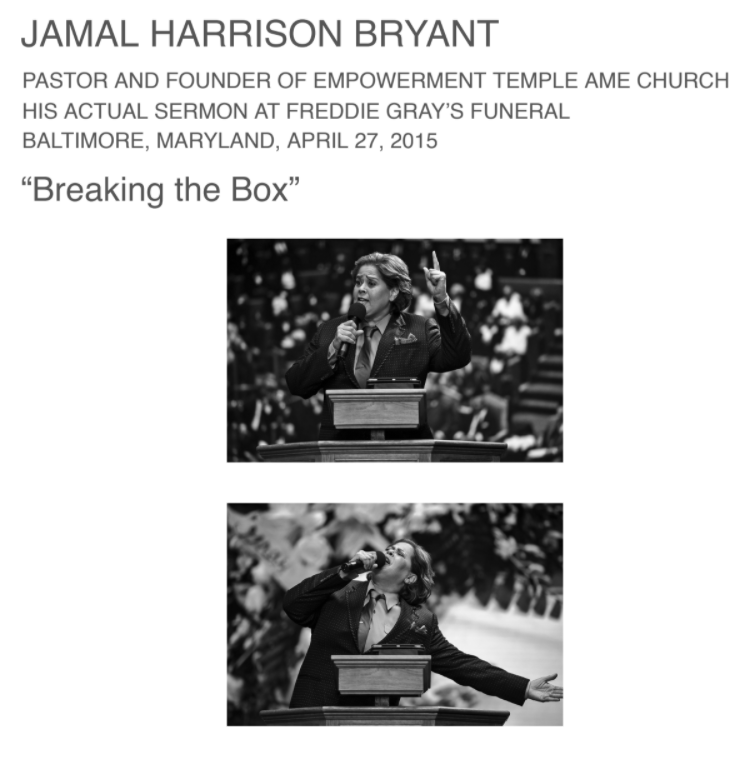 JAMAL HARRISON BRYANT
PASTOR AND FOUNDER OF EMPOWERMENT TEMPLE AME CHURCH
HIS ACTUAL SERMON AT FREDDIE GRAY’S FUNERAL
BALTIMORE, MARYLAND, APRIL 27, 2015
“Breaking the Box”